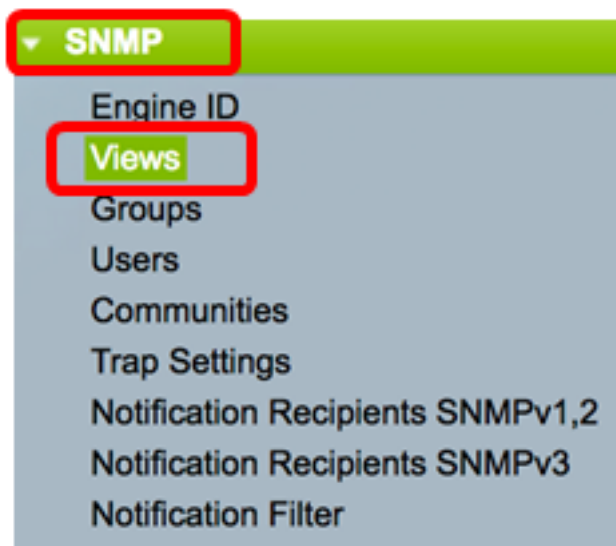 SNMP
Engine ID
Views
Groups
Users
Communities
Trap Settings
Notification Recipients SNMPv1,2
Notification Recipients SNMPv3
Notification Filter